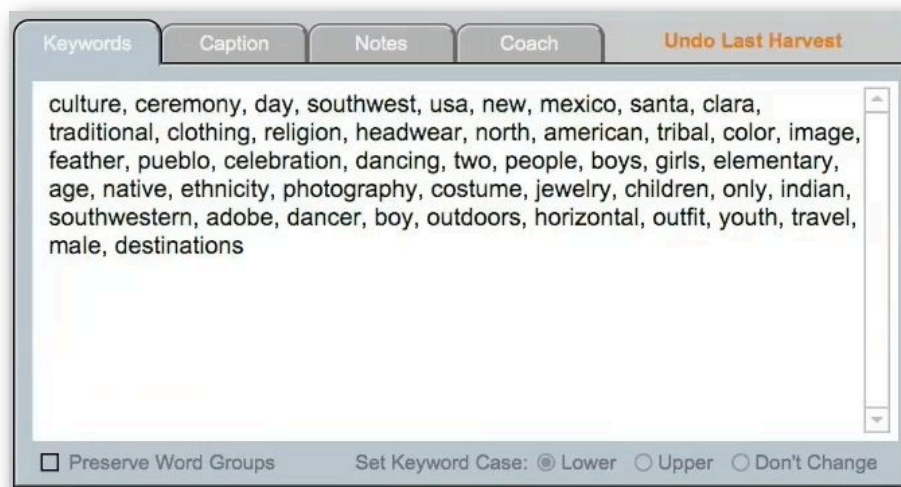 Keywords Caption Notes Coach Undo Last Harvest
culture, ceremony, day, southwest, usa, new, mexico, santa, clara,
traditional, clothing, religion, headwear, north, american, tribal, color, image,
feather, pueblo, celebration, dancing, two, people, boys, girls, elementary,
age, native, ethnicity, photography, costume, jewelry, children, only, indian,
southwestern, adobe, dancer, boy, outdoors, horizontal, outfit, youth, travel,
male, destinations
Preserve Word Groups Set Keyword Case: Lower Upper Don't Change